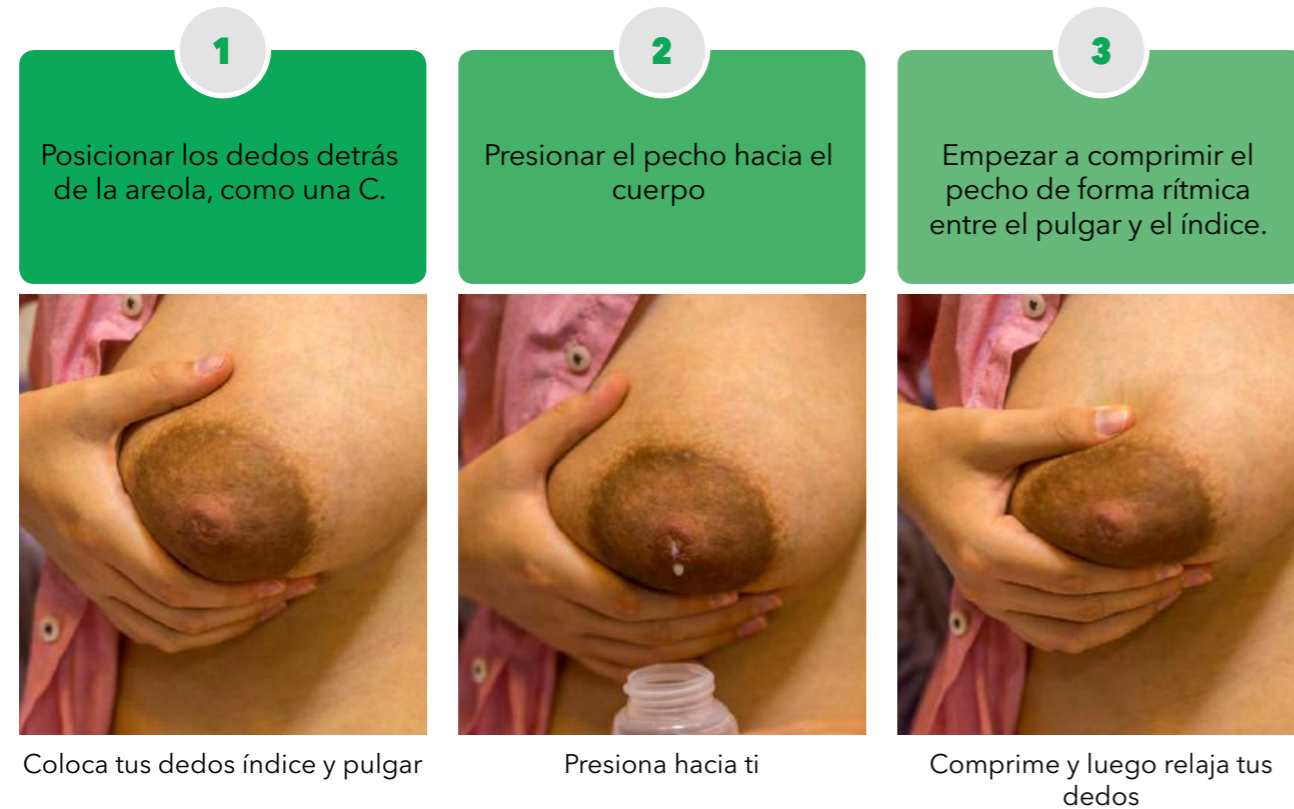 1
Posicionar los dedos detrás
de la areola, como una C.
2
Presionar el pecho hacia el
cuerpo
3
Empezar a comprimir el
pecho de forma rítmica
entre el pulgar y el índice.
Coloca tus dedos índice y pulgar
Presiona hacia ti
Comprime y luego relaja tus
dedos